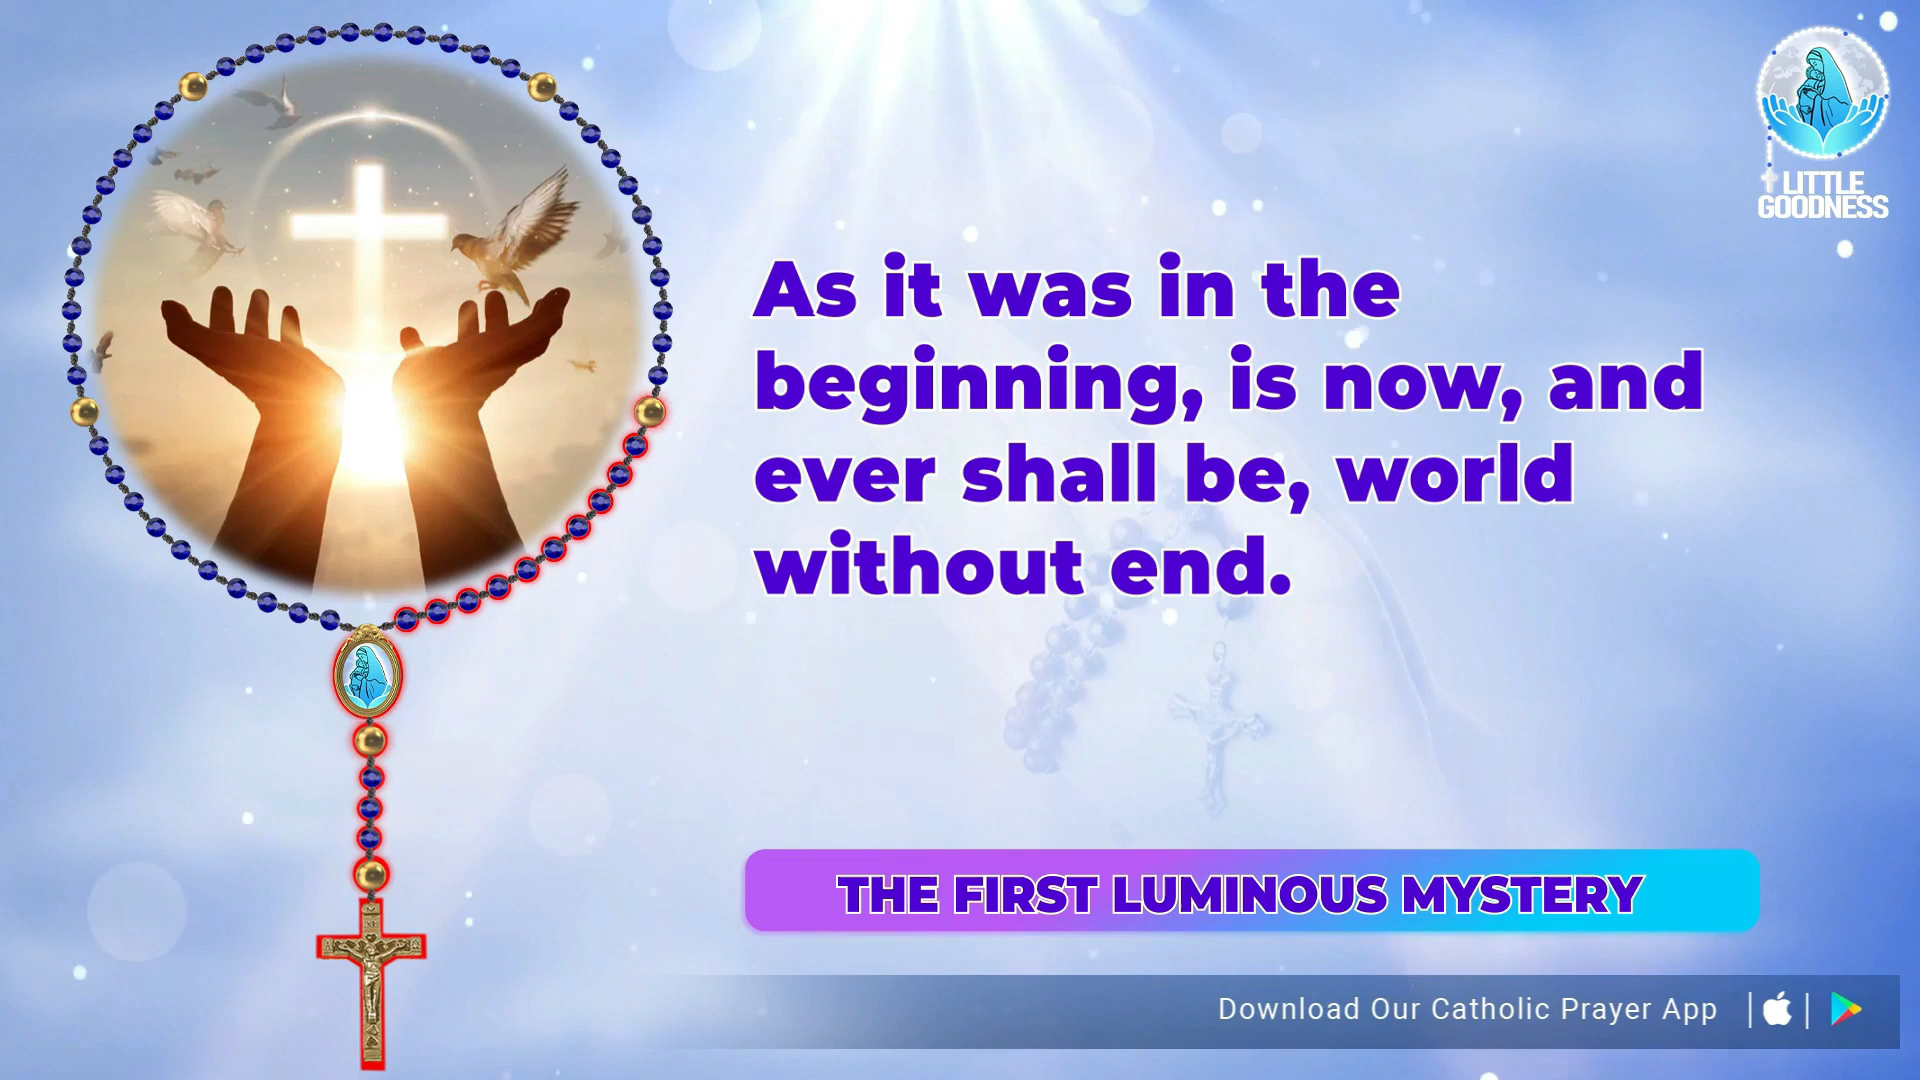 LITTLE
GOODNESS
As it was in the
beginning, is now, and
ever shall be, world
without end.
THE FIRST LUMINOUS MYSTERY
Download Our Catholic Prayer App